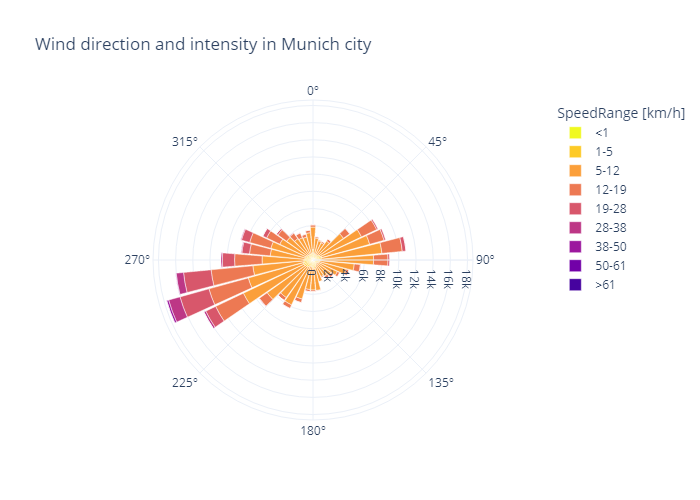 Wind direction and intensity in Munich city
0°
45°
90°
135°
180°
225°
270°
315°
0
2k
4k
6k
8k
10k
12k
14k
16k
18k
SpeedRange [km/h]
<1
1-5
5-12
12-19
19-28
28-38
38-50
50-61
>61